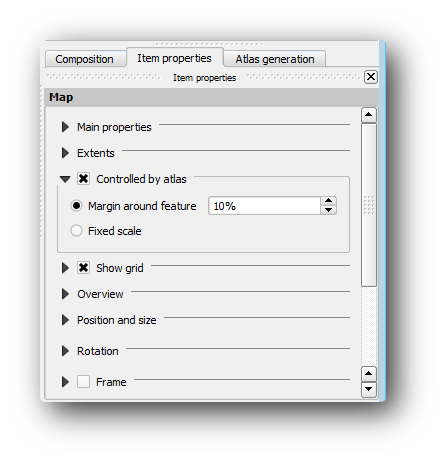 Composition Item properties Atlas generation
Item properties
Map
Main properties
Extents
Controlled by atlas
Margin around feature 10%
Fixed scale
Show grid
Overview
Position and size
Rotation
Frame